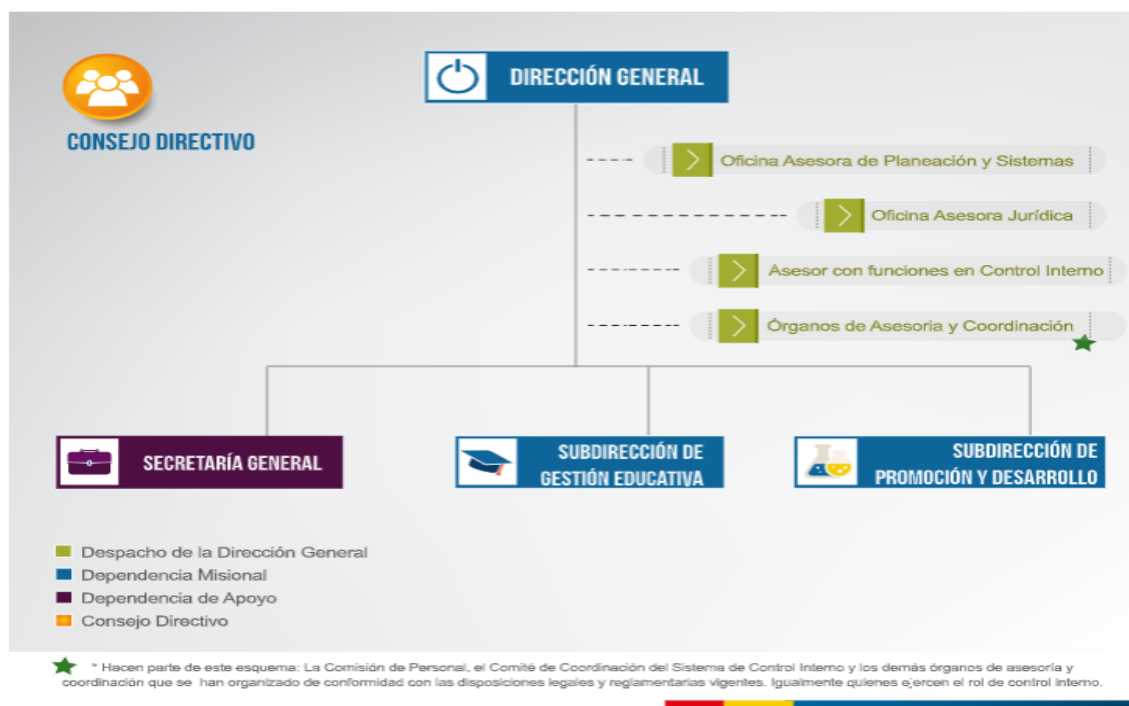 CONSEJO DIRECTIVO
DIRECCIÓN GENERAL
Oficina Asesora de Planeación y Sistemas
Oficina Asesora Jurídica
Asesor con funciones en Control Interno
Órganos de Asesoria y Coordinación
SECRETARÍA GENERAL
SUBDIRECCIÓN DE
GESTIÓN EDUCATIVA
SUBDIRECCIÓN DE
PROMOCIÓN Y DESARROLLO
Despacho de la Dirección General
Dependencia Misional
Dependencia de Apoyo
Consejo Directivo
* Hacen parte de este esquema: La Comisión de Personal, el Comité de Coordinación del Sistema de Control Interno y los demás órganos de asesoría y
coordinación que se han organizado de conformidad con las disposiciones legales y reglamentarias vigentes. Igualmente quienes ejercen el rol de control interno.